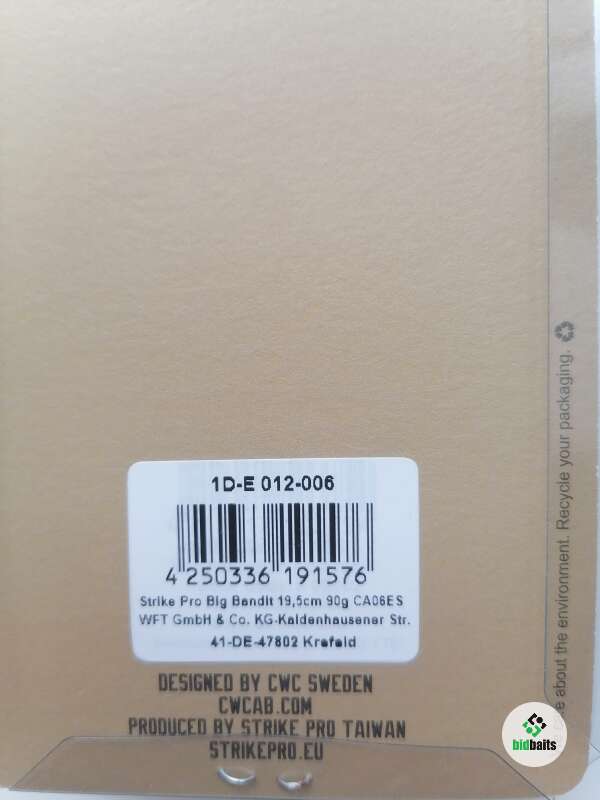 1D-E 012-006
4 250336 191576
Strike Pro Big Bandit 19,5cm 90g CA06ES
WFT GmbH & Co. KG-Kaldenhausener Str.
41-DE-47802 Krefeld
DESIGNED BY CWC SWEDEN
CWCAB.COM
PRODUCED BY STRIKE PRO TAIWAN
STRIKEPRO.EU
about the environment. Recycle your packaging.
bidbaits